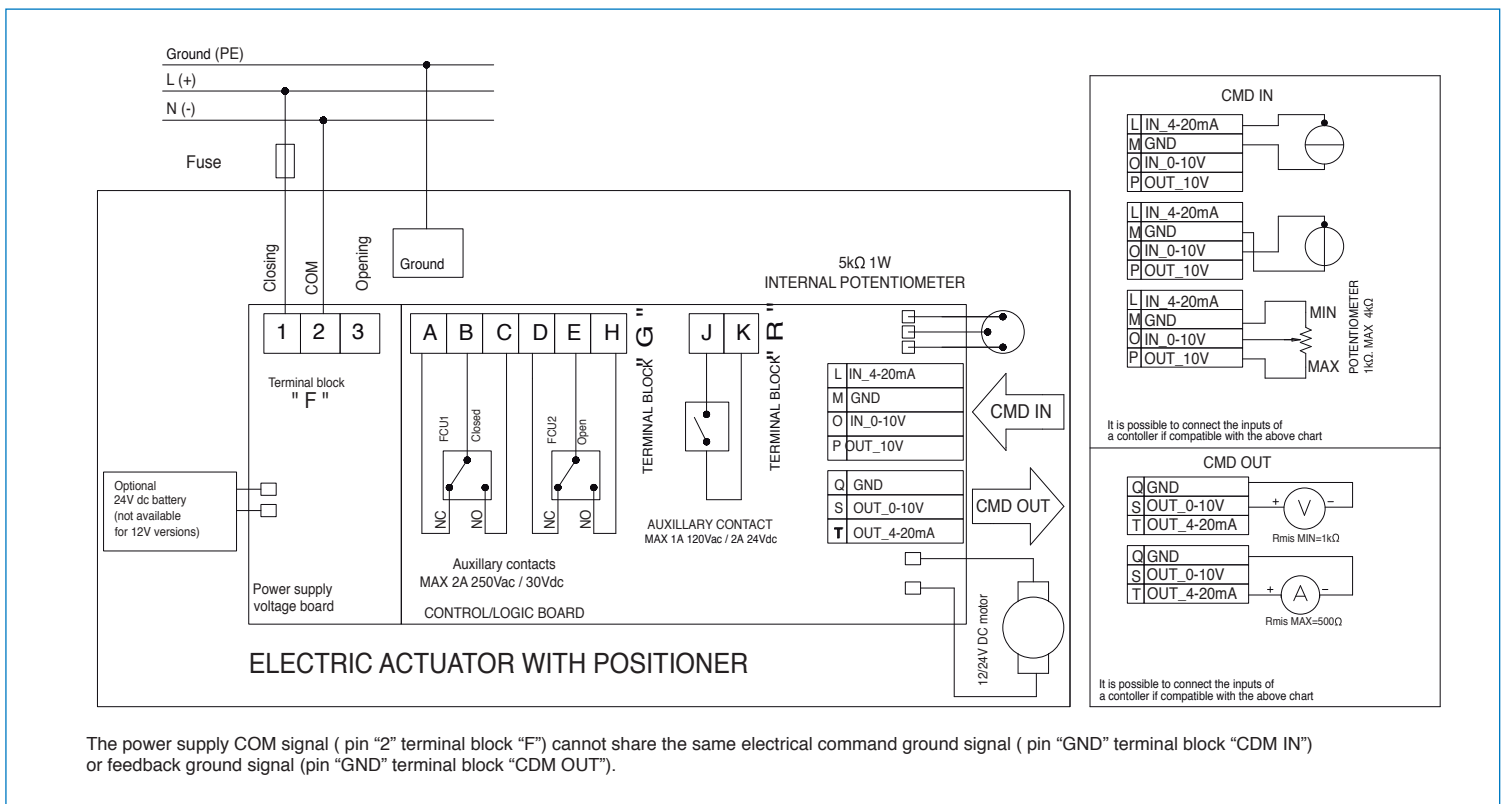 Ground (PE)
L (+)
N (-)
Fuse
Closing
COM
Opening
Ground
1 2 3
Terminal block
" F "
A B C D E H
TERMINAL BLOCK " G "
J K
TERMINAL BLOCK " R "
5kΩ 1W
INTERNAL POTENTIOMETER
L IN_4-20mA
M GND
O IN_0-10V
P OUT_10V
CMD IN
Q GND
S OUT_0-10V
T OUT_4-20mA
CMD OUT
FCU1
Closed
NC
NO
FCU2
Open
NC
NO
Auxillary contacts
MAX 2A 250Vac / 30Vdc
AUXILLARY CONTACT
MAX 1A 120Vac / 2A 24Vdc
Optional
24V dc battery
(not available
for 12V versions)
Power supply
voltage board
CONTROL/LOGIC BOARD
12/24V DC motor
ELECTRIC ACTUATOR WITH POSITIONER
CMD IN
L IN_4-20mA
M GND
O IN_0-10V
P OUT_10V
L IN_4-20mA
M GND
O IN_0-10V
P OUT_10V
L IN_4-20mA
M GND
O IN_0-10V
P OUT_10V
MIN
MAX
POTENTIOMETER
1kΩ. MAX 4kΩ
It is possible to connect the inputs of
a contoller if compatible with the above chart
CMD OUT
Q GND
S OUT_0-10V
T OUT_4-20mA
+ V −
Rmis MIN=1kΩ
Q GND
S OUT_0-10V
T OUT_4-20mA
+ A −
Rmis MAX=500Ω
It is possible to connect the inputs of
a contoller if compatible with the above chart
The power supply COM signal ( pin “2” terminal block “F”) cannot share the same electrical command ground signal ( pin “GND” terminal block “CDM IN”)
or feedback ground signal (pin “GND” terminal block “CDM OUT”).